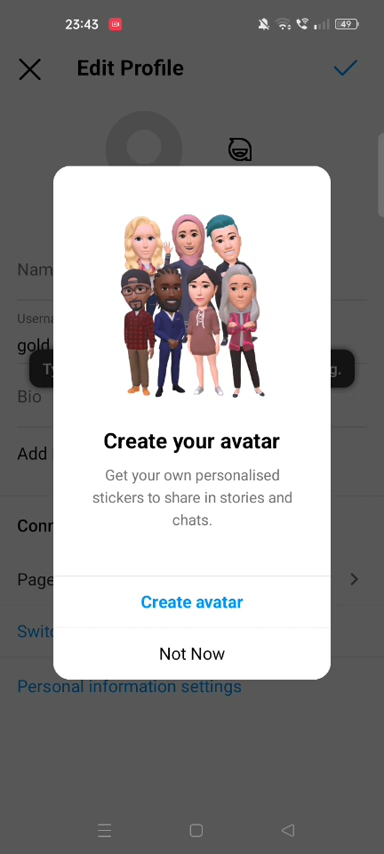 23:43
49
Edit Profile
Nam
Userna
gold
Ty
g.
Bio
Create your avatar
Add
Get your own personalised
stickers to share in stories and
chats.
Conn
Page
Create avatar
Switc
Not Now
Personal information settings